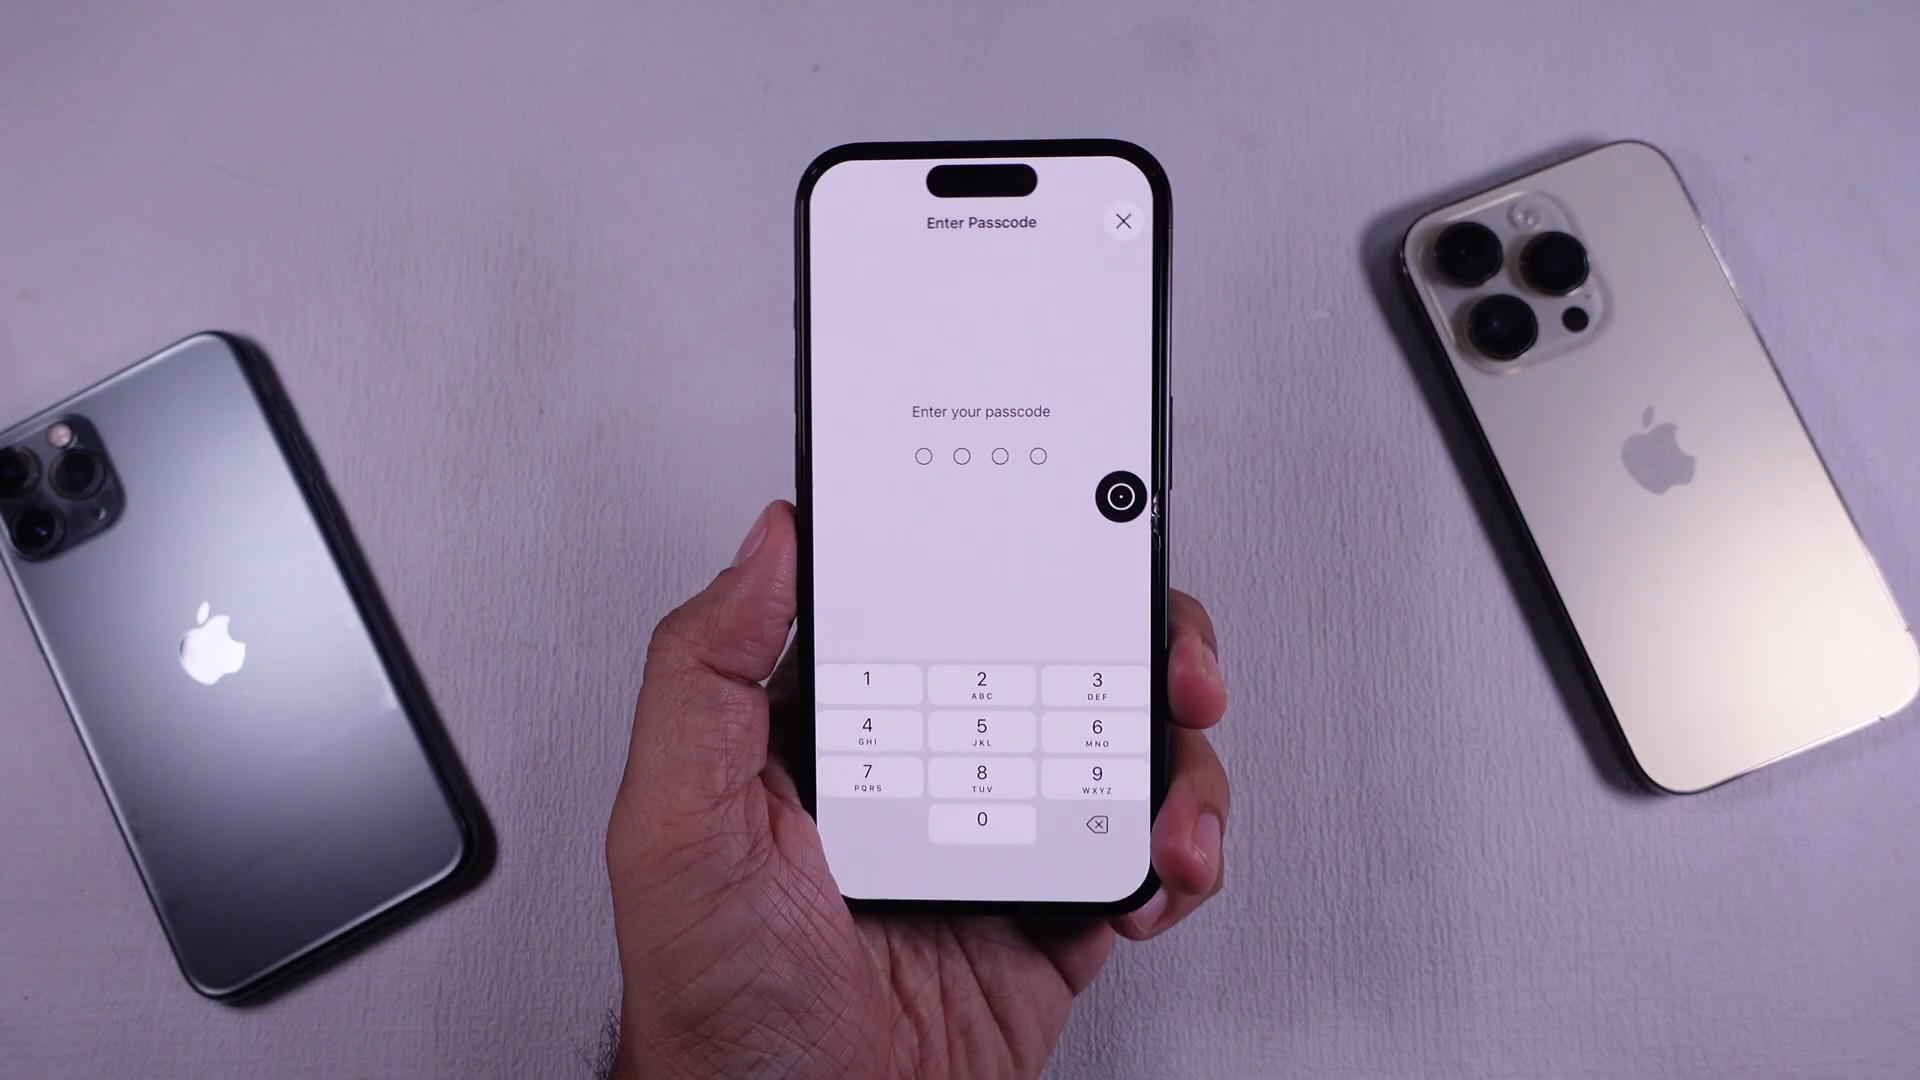 Enter Passcode
Enter your passcode
1 2 3
ABC DEF
4 5 6
GHI JKL MNO
7 8 9
PQRS TUV WXYZ
0